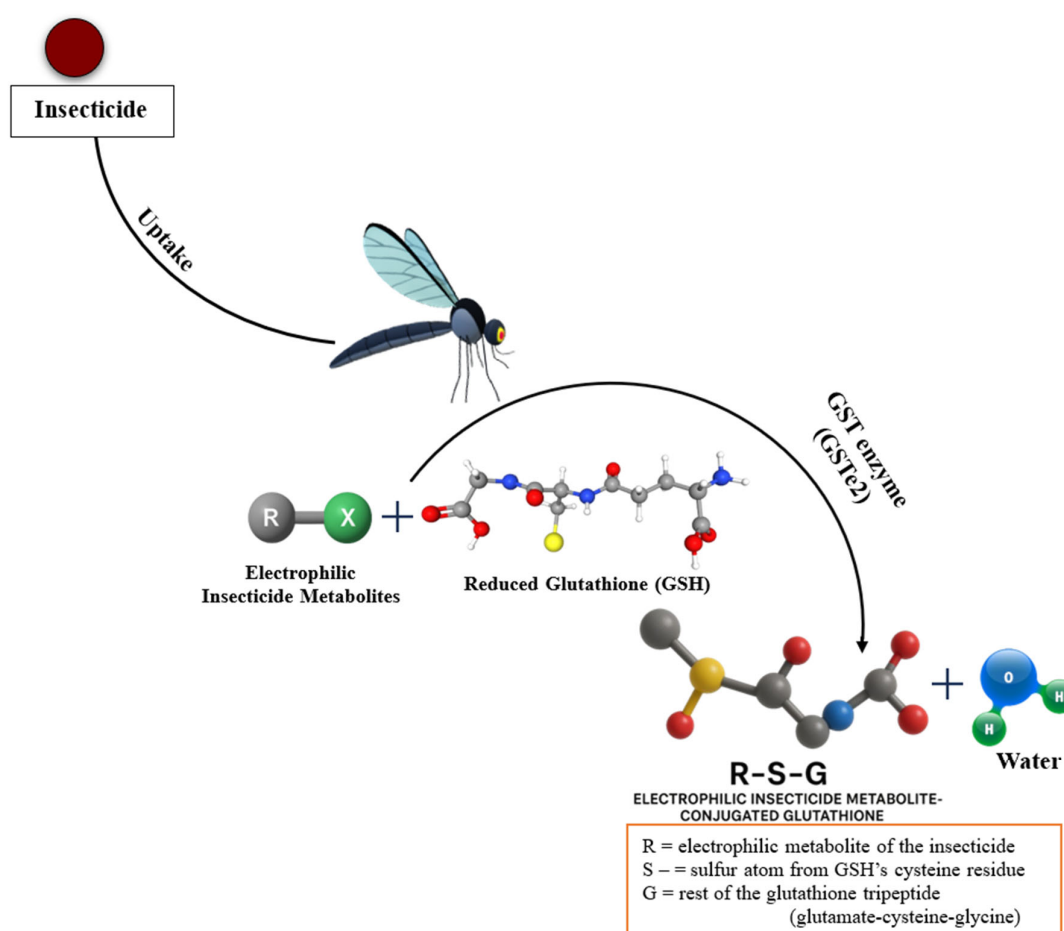 Insecticide
Uptake
GST enzyme
(GSTe2)
R
X
Electrophilic
Insecticide Metabolites
Reduced Glutathione (GSH)
O
H
H
Water
R-S-G
ELECTROPHILIC INSECTICIDE METABOLITE-
CONJUGATED GLUTATHIONE
R = electrophilic metabolite of the insecticide
S – = sulfur atom from GSH's cysteine residue
G = rest of the glutathione tripeptide
(glutamate-cysteine-glycine)